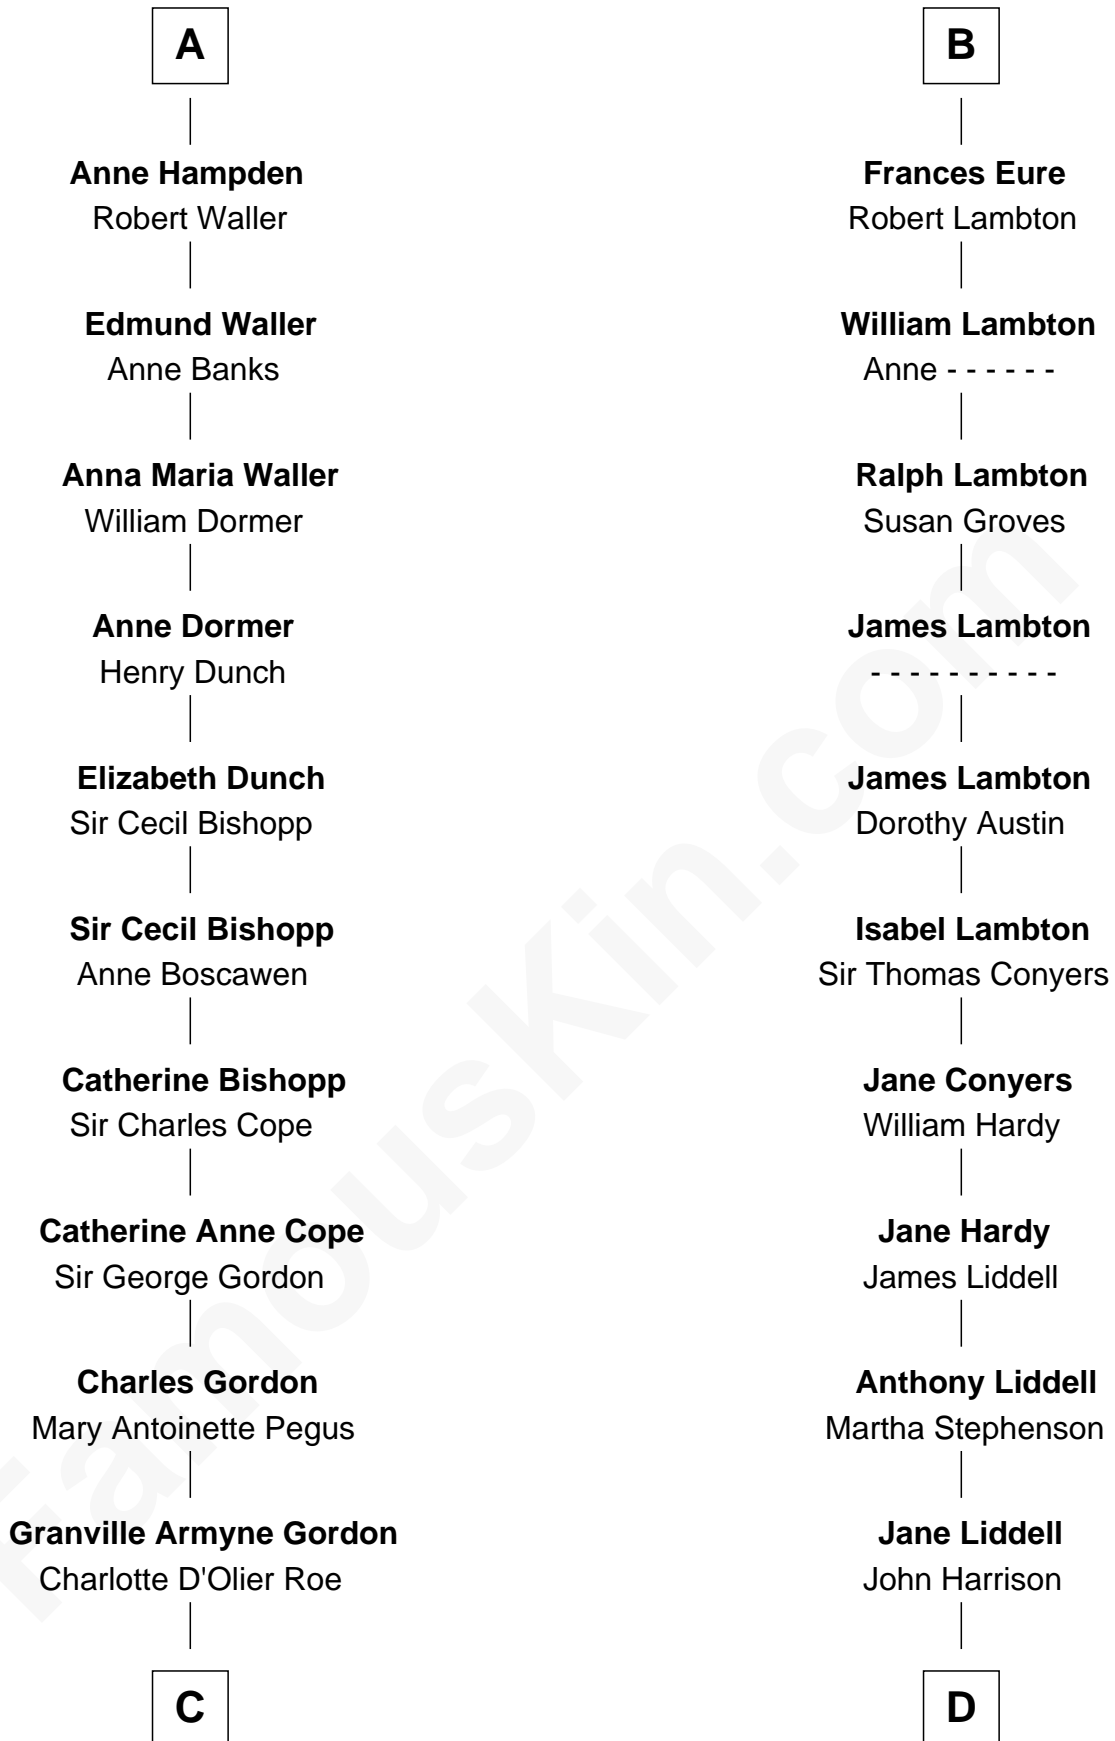 A
Anne Hampden
Robert Waller
Edmund Waller
Anne Banks
Anna Maria Waller
William Dormer
Anne Dormer
Henry Dunch
Elizabeth Dunch
Sir Cecil Bishopp
Sir Cecil Bishopp
Anne Boscawen
Catherine Bishopp
Sir Charles Cope
Catherine Anne Cope
Sir George Gordon
Charles Gordon
Mary Antoinette Pegus
Granville Armyne Gordon
Charlotte D'Olier Roe
C
B
Frances Eure
Robert Lambton
William Lambton
Anne - - - - - -
Ralph Lambton
Susan Groves
James Lambton
- - - - - - - - - -
James Lambton
Dorothy Austin
Isabel Lambton
Sir Thomas Conyers
Jane Conyers
William Hardy
Jane Hardy
James Liddell
Anthony Liddell
Martha Stephenson
Jane Liddell
John Harrison
D
FamousKin.com